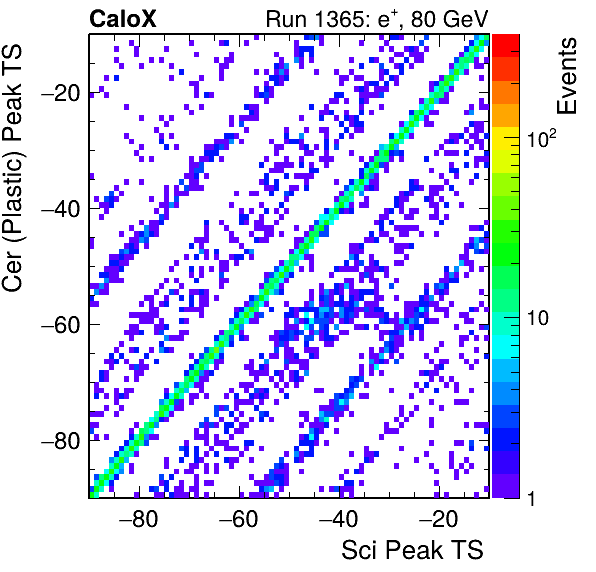 CaloX Run 1365: e+, 80 GeV
Cer (Plastic) Peak TS
−20
−40
−60
−80
−80 −60 −40 −20
Sci Peak TS
Events
10²
10
1